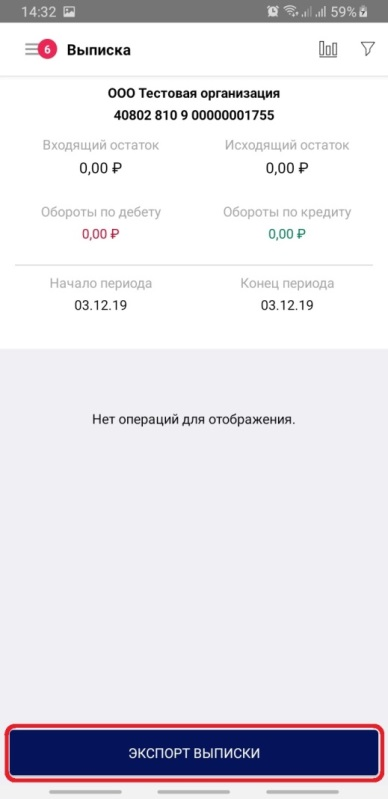 14:32 59%
6 Выписка
ООО Тестовая организация
40802 810 9 00000001755
Входящий остаток Исходящий остаток
0,00 ₽ 0,00 ₽
Обороты по дебету Обороты по кредиту
0,00 ₽ 0,00 ₽
Начало периода Конец периода
03.12.19 03.12.19
Нет операций для отображения.
ЭКСПОРТ ВЫПИСКИ